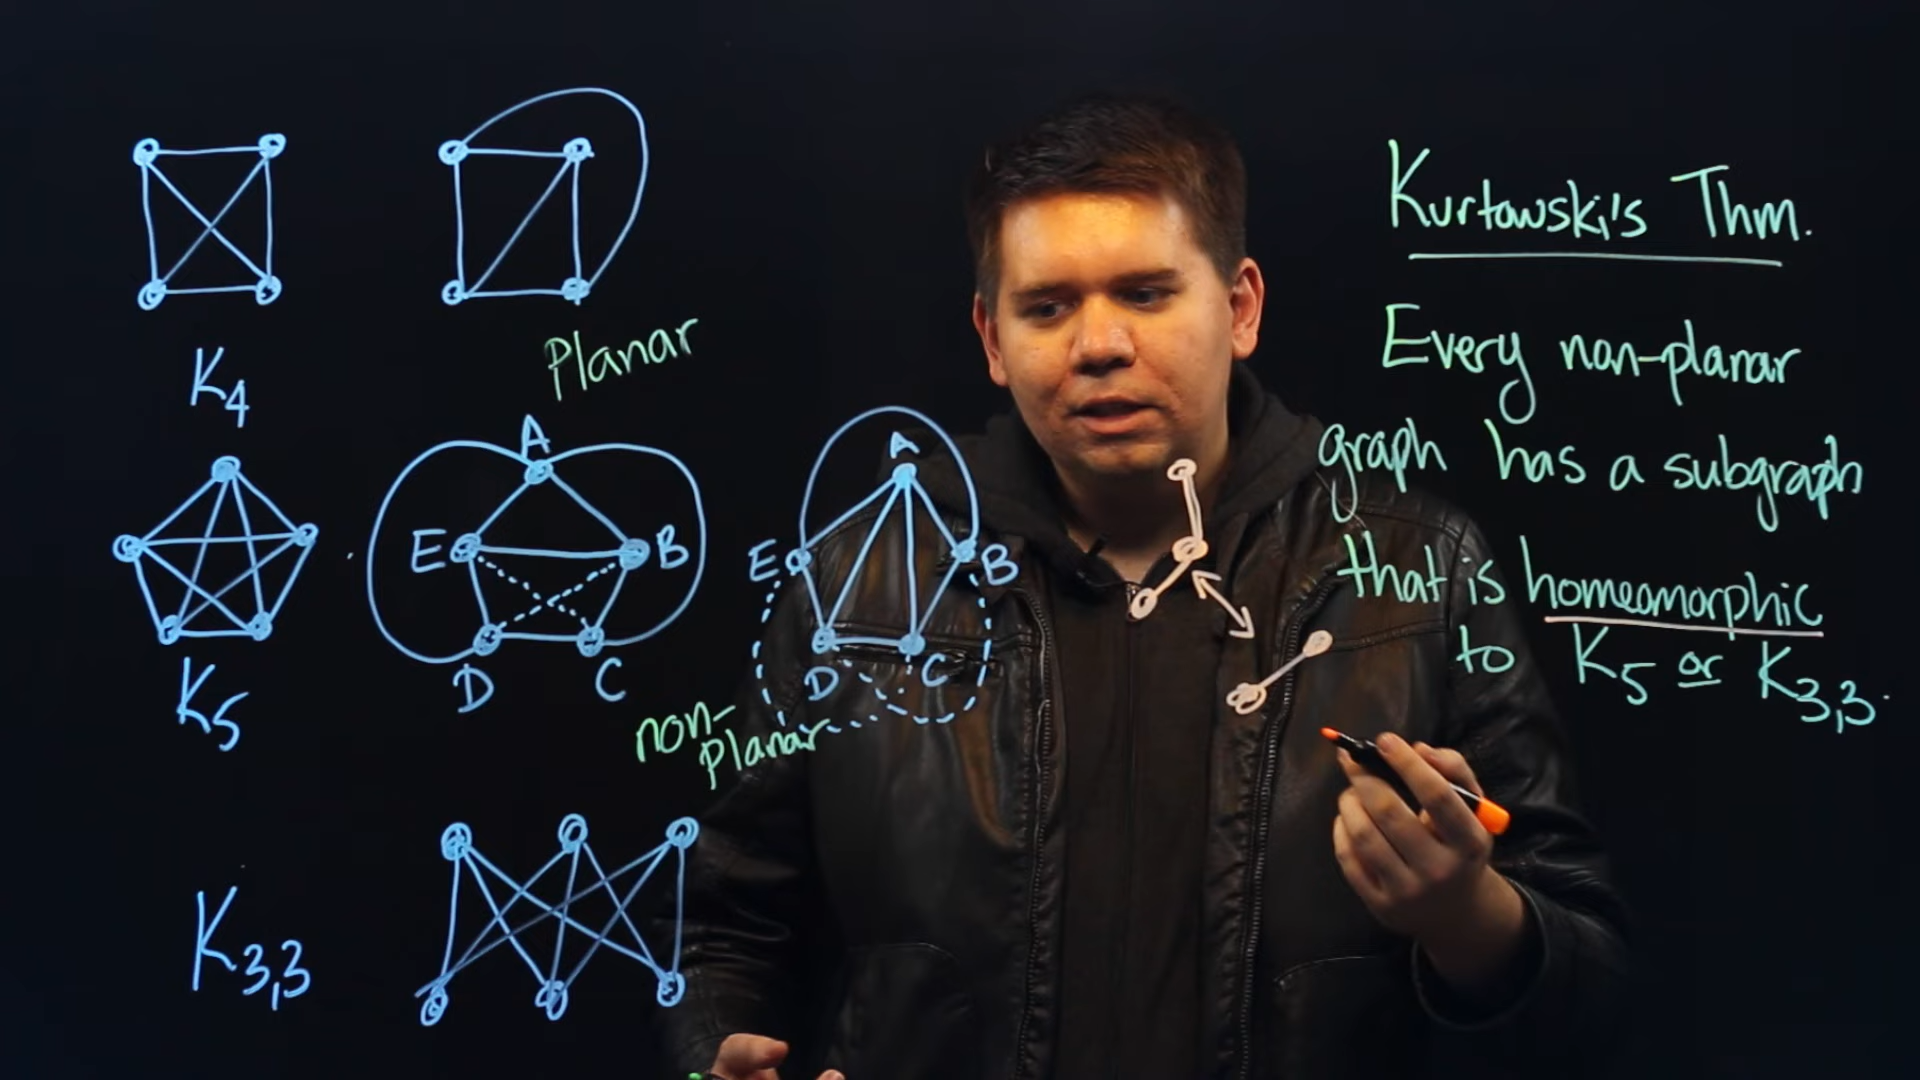 K4
Planar
A
E
B
D
C
K5
A
E
B
D
C
non-
Planar
K3,3
Kurtowski's Thm.
Every non-planar
graph has a subgraph
that is homeomorphic
to K5 or K3,3.